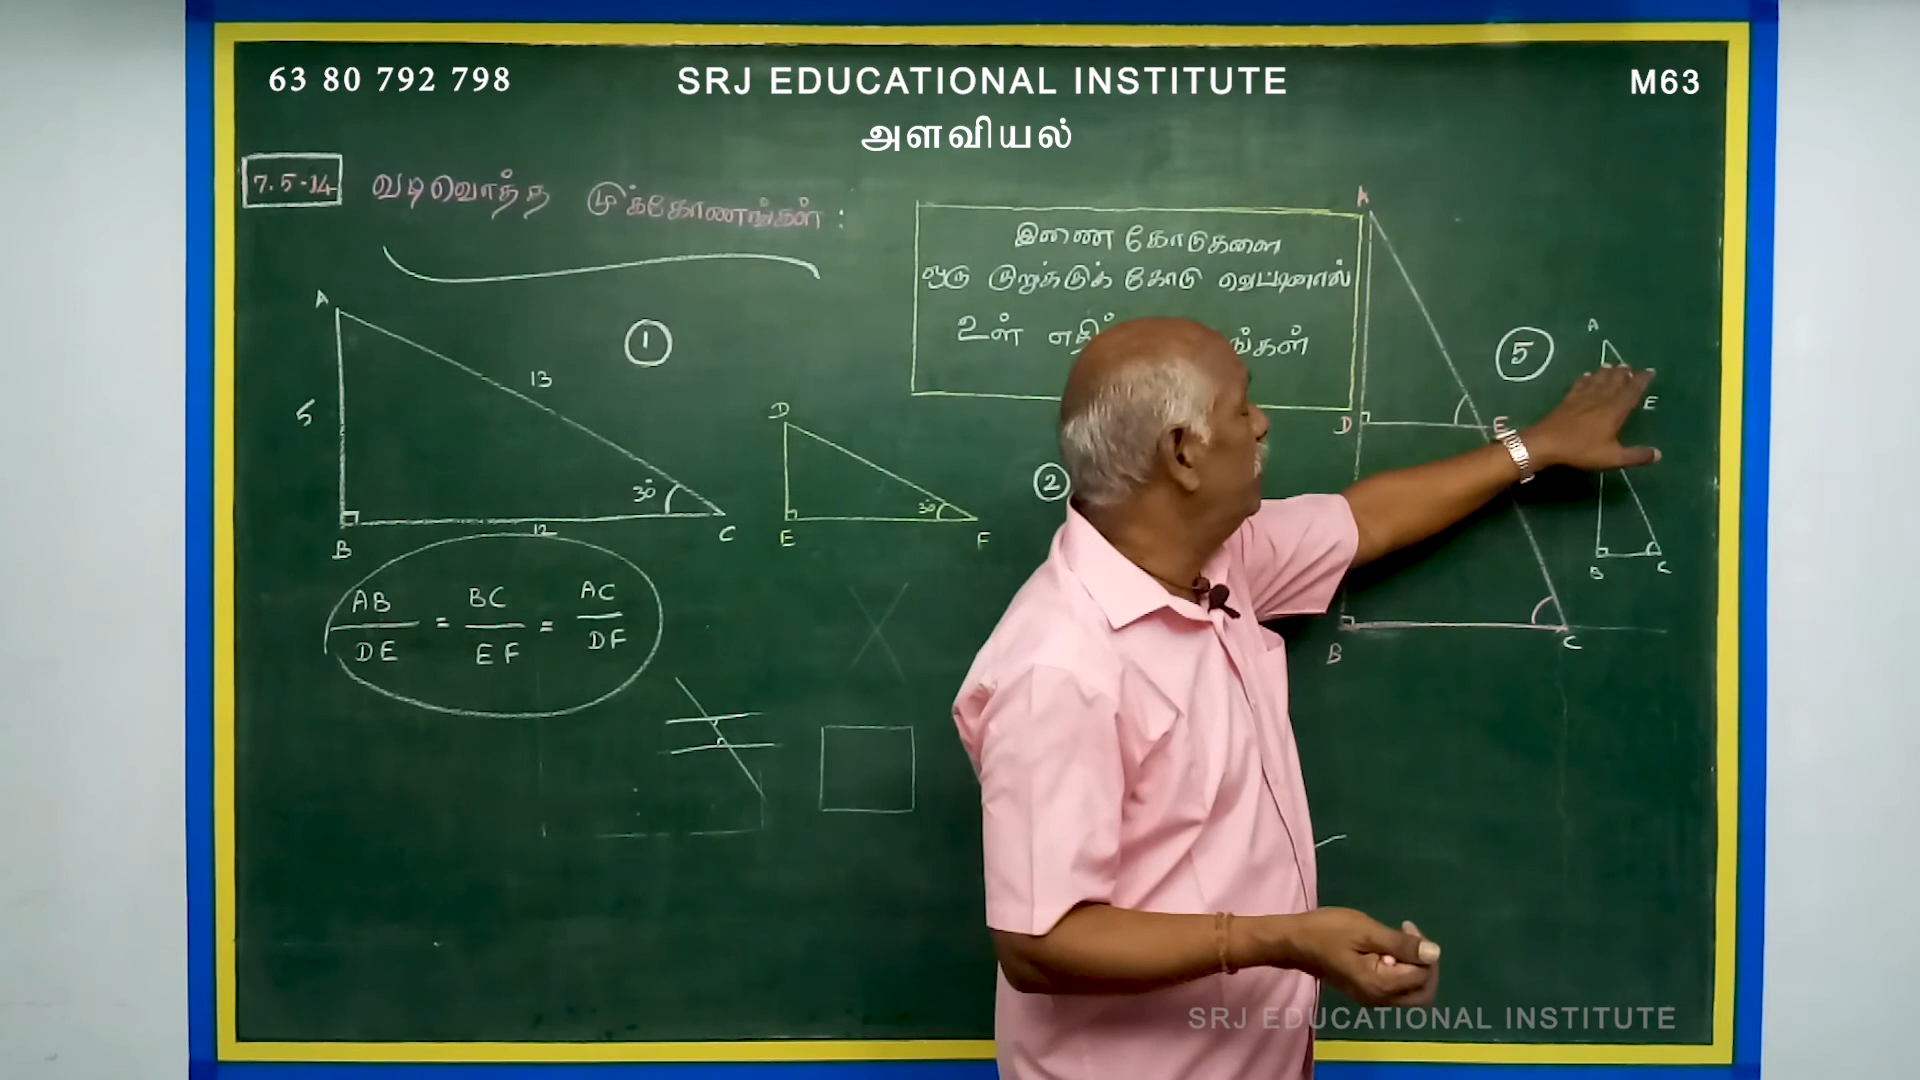 63 80 792 798
SRJ EDUCATIONAL INSTITUTE
M63
அளவியல்
7.5-14 வடிவொத்த முக்கோணங்கள் :
A
5
13
1
30°
12
B
C
D
30°
E
F
2
AB/DE = BC/EF = AC/DF
இணை கோடுகளை
ஒரு குறுக்குக் கோடு வெட்டினால்
உள்
ங்கள்
A
D
E
B
C
5
A
E
B
C
SRJ EDUCATIONAL INSTITUTE